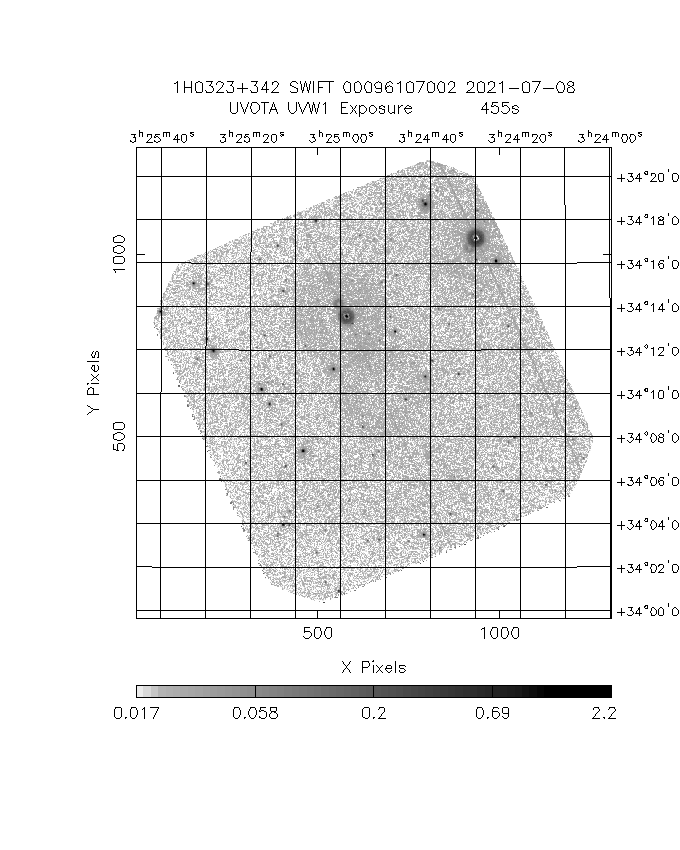 1H0323+342 SWIFT 00096107002 2021-07-08
UVOTA UVW1 Exposure 455s
3ʰ25ᵐ40ˢ 3ʰ25ᵐ20ˢ 3ʰ25ᵐ00ˢ 3ʰ24ᵐ40ˢ 3ʰ24ᵐ20ˢ 3ʰ24ᵐ00ˢ
+34°20'0
+34°18'0
1000
+34°16'0
+34°14'0
+34°12'0
Y Pixels
+34°10'0
500
+34°08'0
+34°06'0
+34°04'0
+34°02'0
+34°00'0
500 1000
X Pixels
0.017 0.058 0.2 0.69 2.2